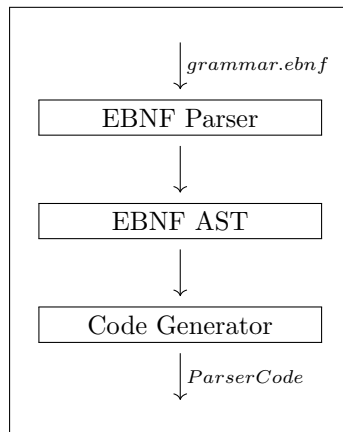 grammar.ebnf
EBNF Parser
EBNF AST
Code Generator
ParserCode